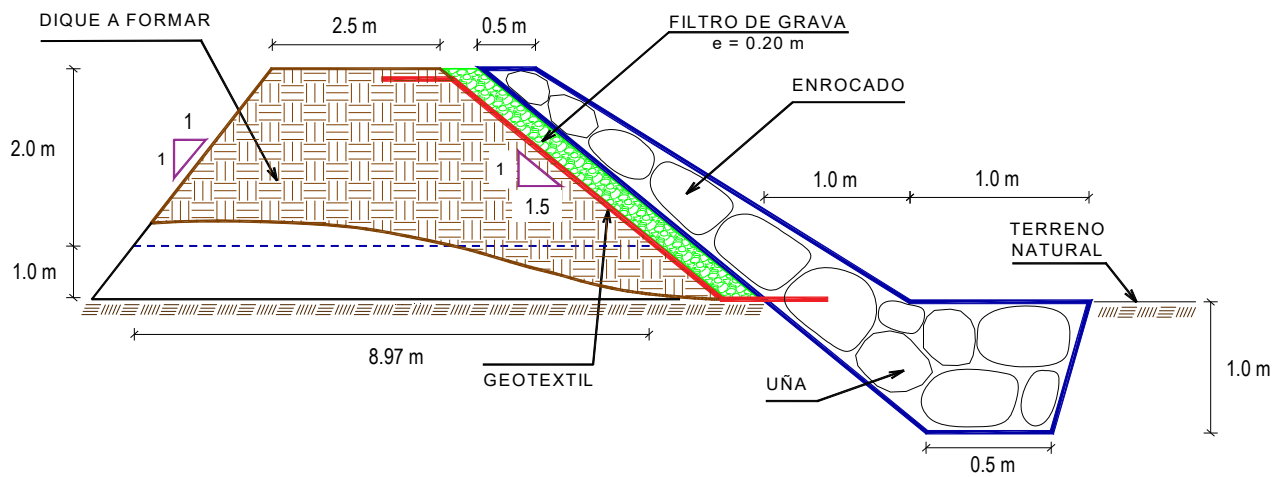 DIQUE A FORMAR
2.5 m
0.5 m
FILTRO DE GRAVA
e = 0.20 m
ENROCADO
2.0 m
1
1
1
1.5
1.0 m
1.0 m
TERRENO
NATURAL
1.0 m
8.97 m
GEOTEXTIL
UÑA
1.0 m
0.5 m